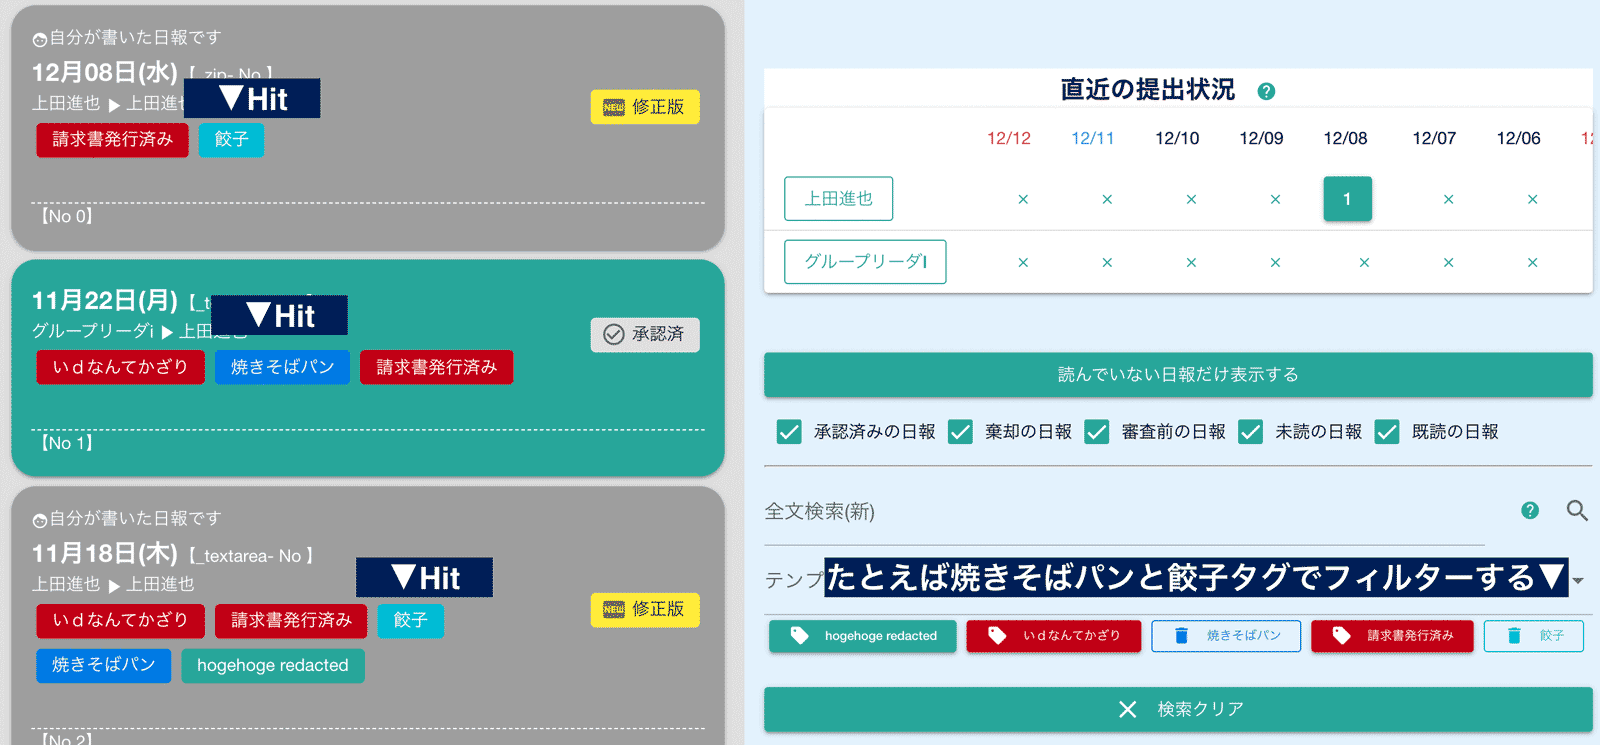 自分が書いた日報です
12月08日(水)【_zip- No 】
上田進也 ▶ 上田進也
▼Hit
NEW 修正版
請求書発行済み 餃子
【No 0】
11月22日(月)
▼Hit
グループリーダi ▶ 上田進也
承認済
いｄなんてかざり 焼きそばパン 請求書発行済み
【No 1】
自分が書いた日報です
11月18日(木)【_textarea- No 】
上田進也 ▶ 上田進也
▼Hit
NEW 修正版
いｄなんてかざり 請求書発行済み 餃子
焼きそばパン hogehoge redacted
【No 2】
直近の提出状況 ?
12/12 12/11 12/10 12/09 12/08 12/07 12/06
上田進也 × × × × 1 × ×
グループリーダI × × × × × × ×
読んでいない日報だけ表示する
承認済みの日報 棄却の日報 審査前の日報 未読の日報 既読の日報
全文検索(新) ?
テンプ
たとえば焼きそばパンと餃子タグでフィルターする▼
hogehoge redacted いｄなんてかざり 焼きそばパン 請求書発行済み 餃子
× 検索クリア